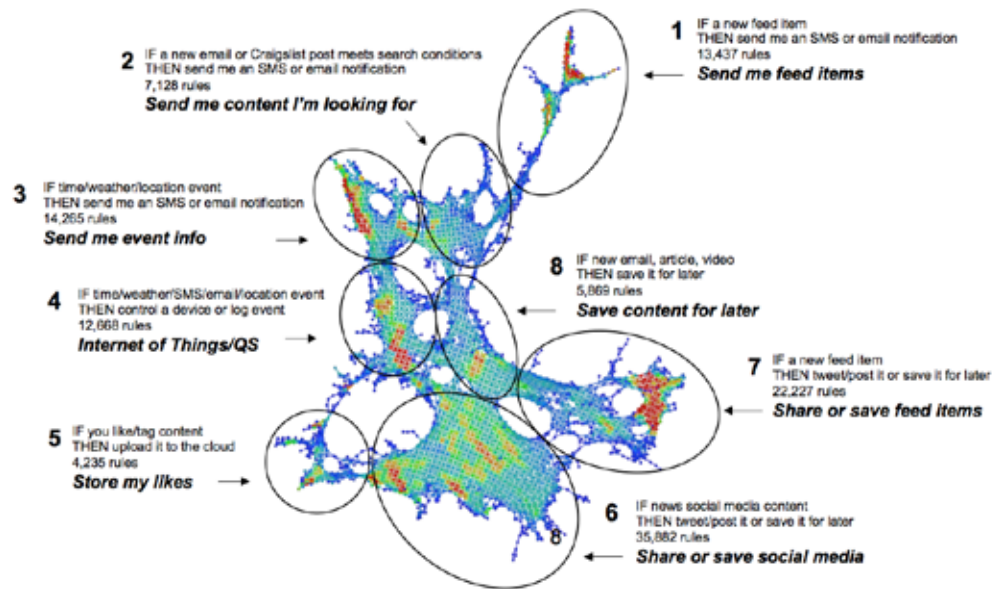 1
IF a new feed item
THEN send me an SMS or email notification
13,437 rules
Send me feed items
2
IF a new email or Craigslist post meets search conditions
THEN send me an SMS or email notification
7,128 rules
Send me content I'm looking for
3
IF time/weather/location event
THEN send me an SMS or email notification
14,265 rules
Send me event info
4
IF time/weather/SMS/email/location event
THEN control a device or log event
12,668 rules
Internet of Things/QS
5
IF you like/tag content
THEN upload it to the cloud
4,235 rules
Store my likes
6
IF news social media content
THEN tweet/post it or save it for later
35,882 rules
Share or save social media
7
IF a new feed item
THEN tweet/post it or save it for later
22,227 rules
Share or save feed items
8
IF new email, article, video
THEN save it for later
5,869 rules
Save content for later
8